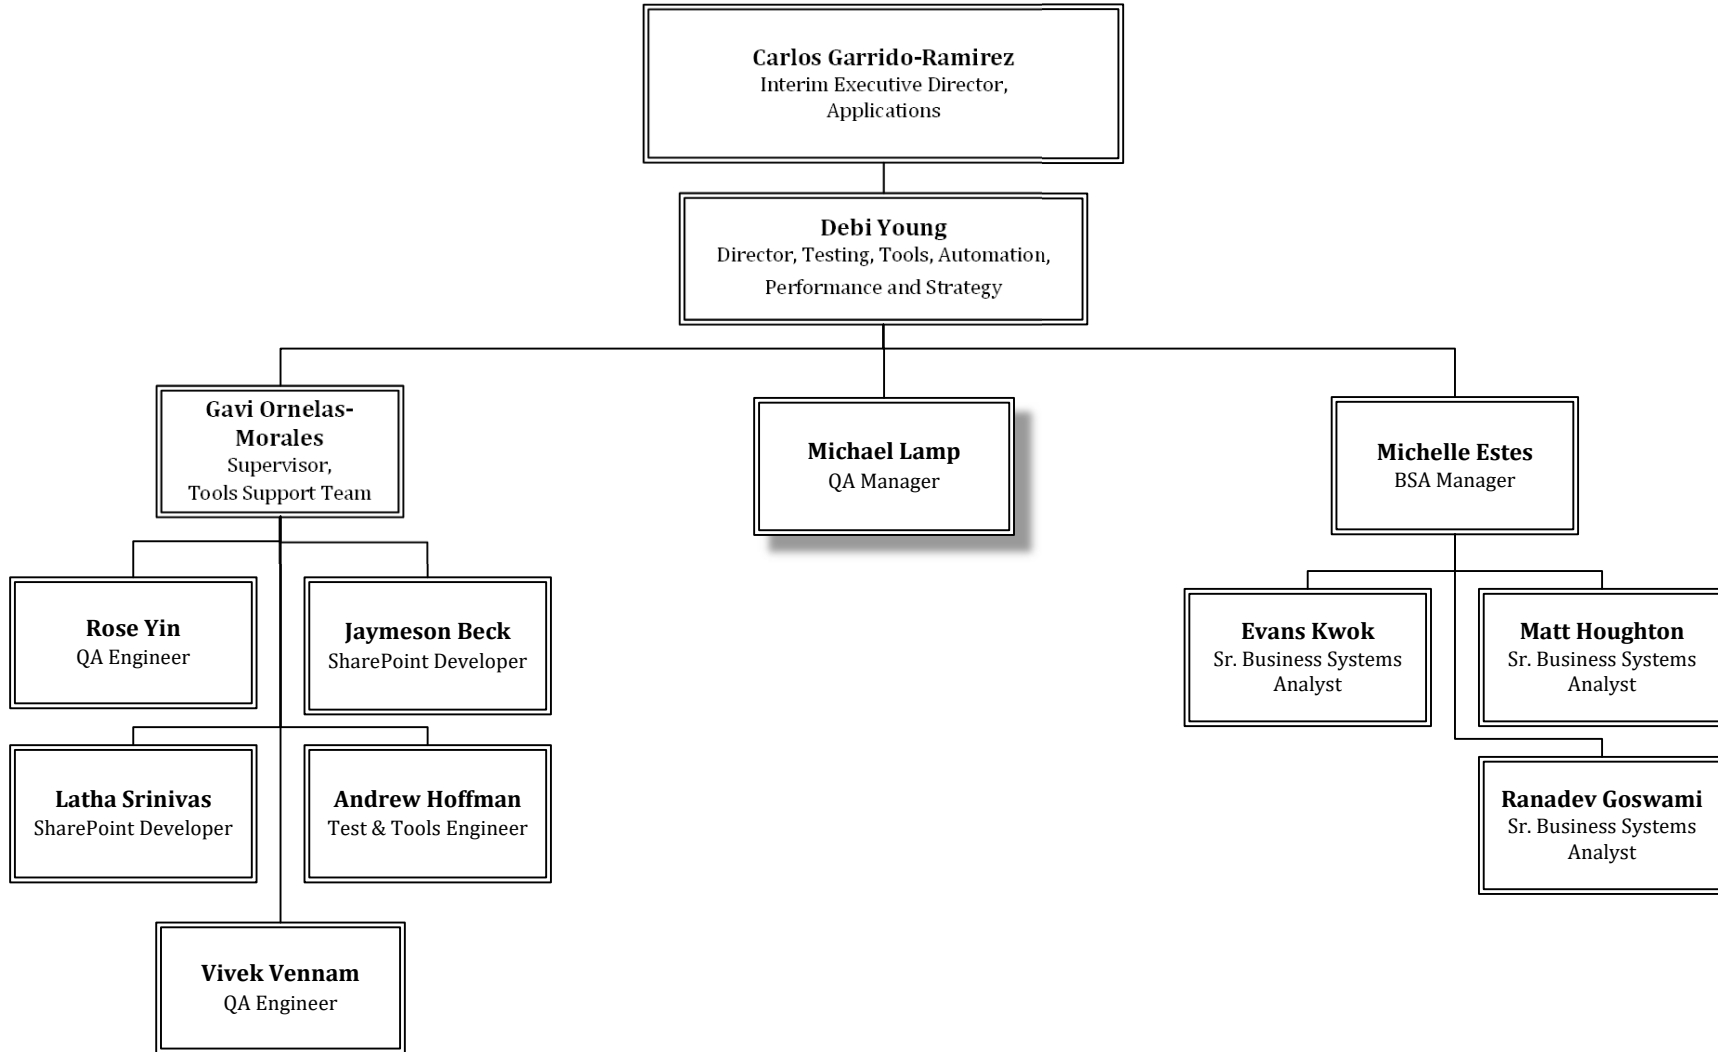 Carlos Garrido-Ramirez
Interim Executive Director,
Applications
Debi Young
Director, Testing, Tools, Automation,
Performance and Strategy
Gavi Ornelas-
Morales
Supervisor,
Tools Support Team
Michael Lamp
QA Manager
Michelle Estes
BSA Manager
Rose Yin
QA Engineer
Jaymeson Beck
SharePoint Developer
Evans Kwok
Sr. Business Systems
Analyst
Matt Houghton
Sr. Business Systems
Analyst
Latha Srinivas
SharePoint Developer
Andrew Hoffman
Test & Tools Engineer
Ranadev Goswami
Sr. Business Systems
Analyst
Vivek Vennam
QA Engineer